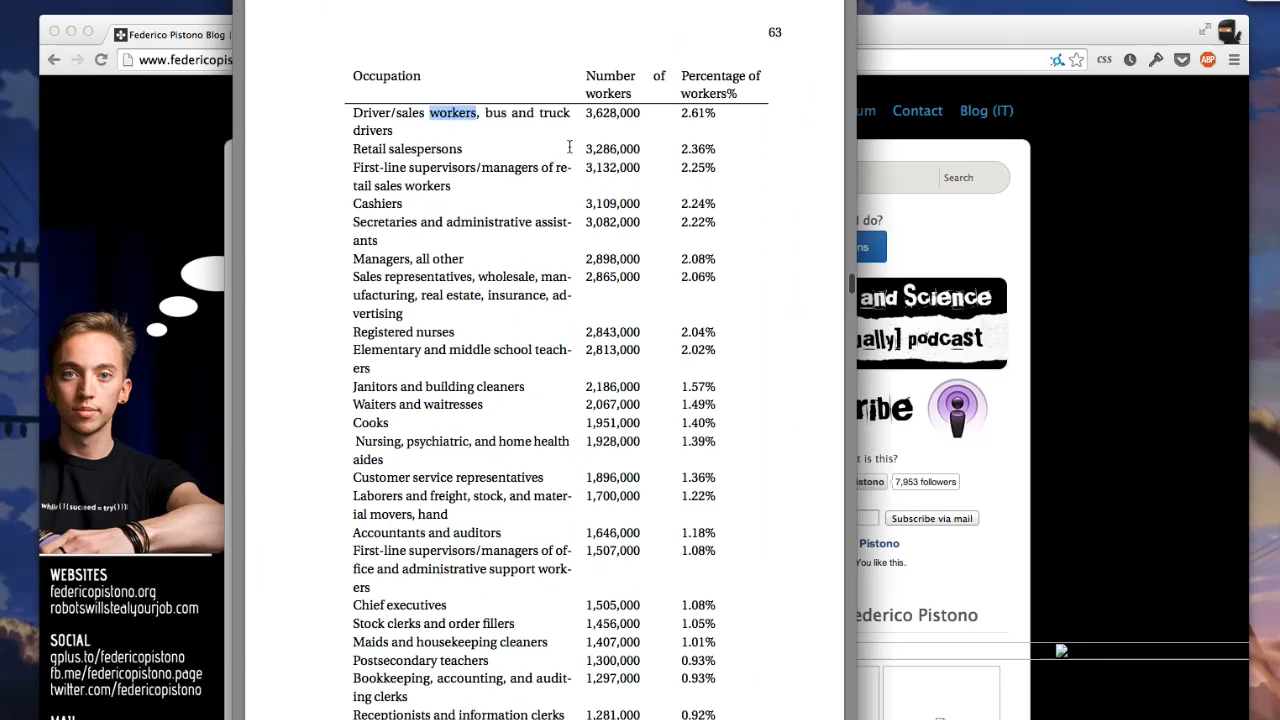 63
Federico Pistono Blog |
www.federicopis
CSS
ABP
Occupation Number of Percentage of
workers workers%
Driver/sales workers, bus and truck 3,628,000 2.61%
drivers
Retail salespersons 3,286,000 2.36%
First-line supervisors/managers of re- 3,132,000 2.25%
tail sales workers
Cashiers 3,109,000 2.24%
Secretaries and administrative assist- 3,082,000 2.22%
ants
Managers, all other 2,898,000 2.08%
Sales representatives, wholesale, man- 2,865,000 2.06%
ufacturing, real estate, insurance, ad-
vertising
Registered nurses 2,843,000 2.04%
Elementary and middle school teach- 2,813,000 2.02%
ers
Janitors and building cleaners 2,186,000 1.57%
Waiters and waitresses 2,067,000 1.49%
Cooks 1,951,000 1.40%
Nursing, psychiatric, and home health 1,928,000 1.39%
aides
Customer service representatives 1,896,000 1.36%
Laborers and freight, stock, and mater- 1,700,000 1.22%
ial movers, hand
Accountants and auditors 1,646,000 1.18%
First-line supervisors/managers of of- 1,507,000 1.08%
fice and administrative support work-
ers
Chief executives 1,505,000 1.08%
Stock clerks and order fillers 1,456,000 1.05%
Maids and housekeeping cleaners 1,407,000 1.01%
Postsecondary teachers 1,300,000 0.93%
Bookkeeping, accounting, and audit- 1,297,000 0.93%
ing clerks
Receptionists and information clerks 1,281,000 0.92%
um Contact Blog (IT)
Search
I do?
ns
and Science
ually] podcast
ribe
t is this?
istono 7,953 followers
Subscribe via mail
Pistono
You like this.
ederico Pistono
while(!(succeed = try()));
WEBSITES
federicopistono.org
robotswillstealyourjob.com
SOCIAL
gplus.to/federicopistono
fb.me/federicopistono.page
twitter.com/federicopistono
MAIL